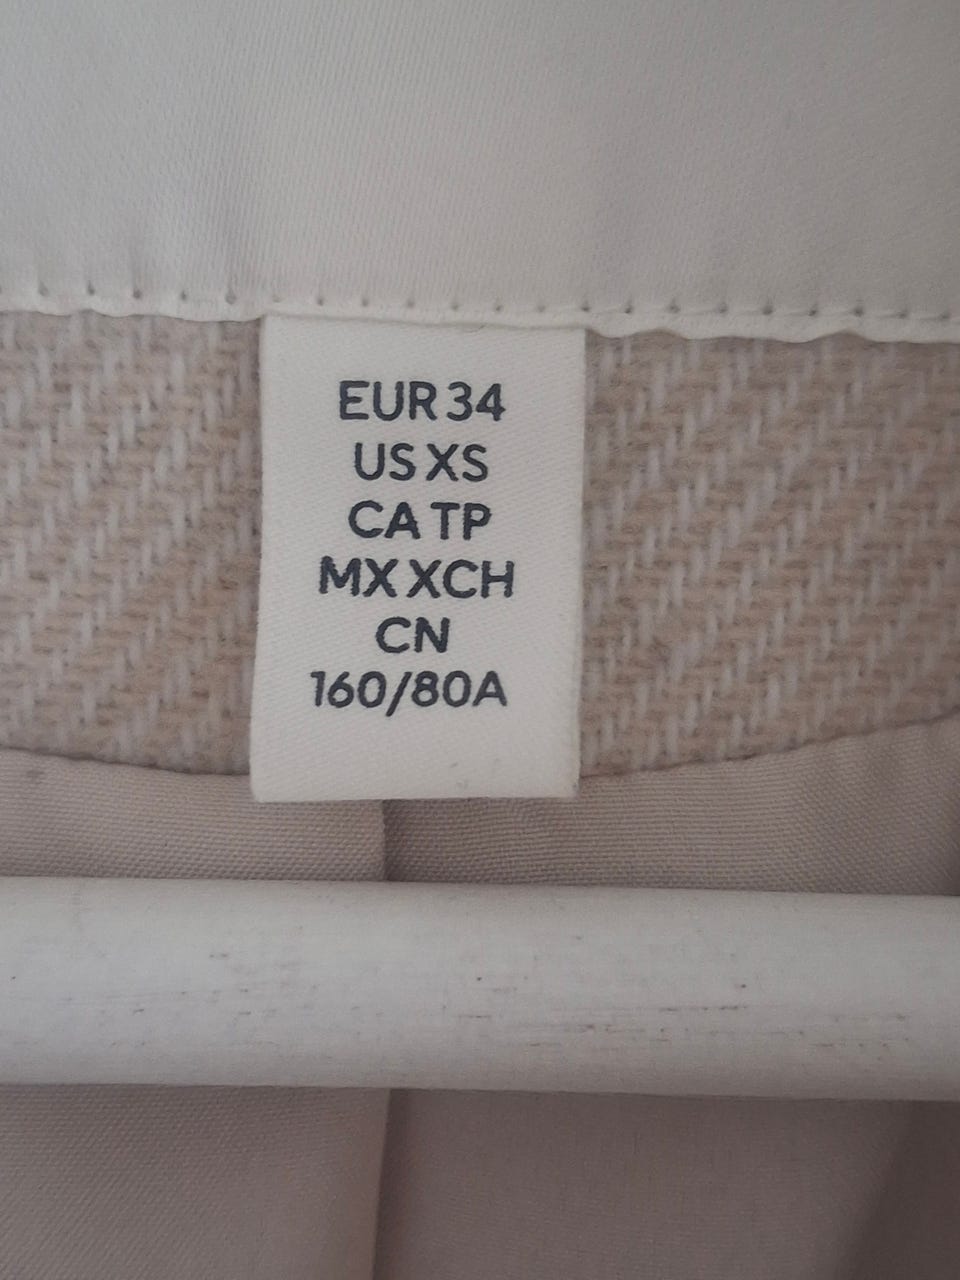 EUR 34
US XS
CA TP
MX XCH
CN
160/80A